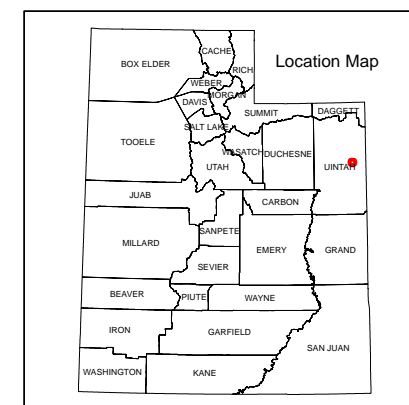 Location Map
CACHE
BOX ELDER
RICH
WEBER
MORGAN
DAVIS
SUMMIT
DAGGETT
SALT LAKE
TOOELE
WASATCH
DUCHESNE
UTAH
UINTAH
JUAB
CARBON
SANPETE
MILLARD
EMERY
GRAND
SEVIER
BEAVER
PIUTE
WAYNE
IRON
GARFIELD
SAN JUAN
WASHINGTON
KANE